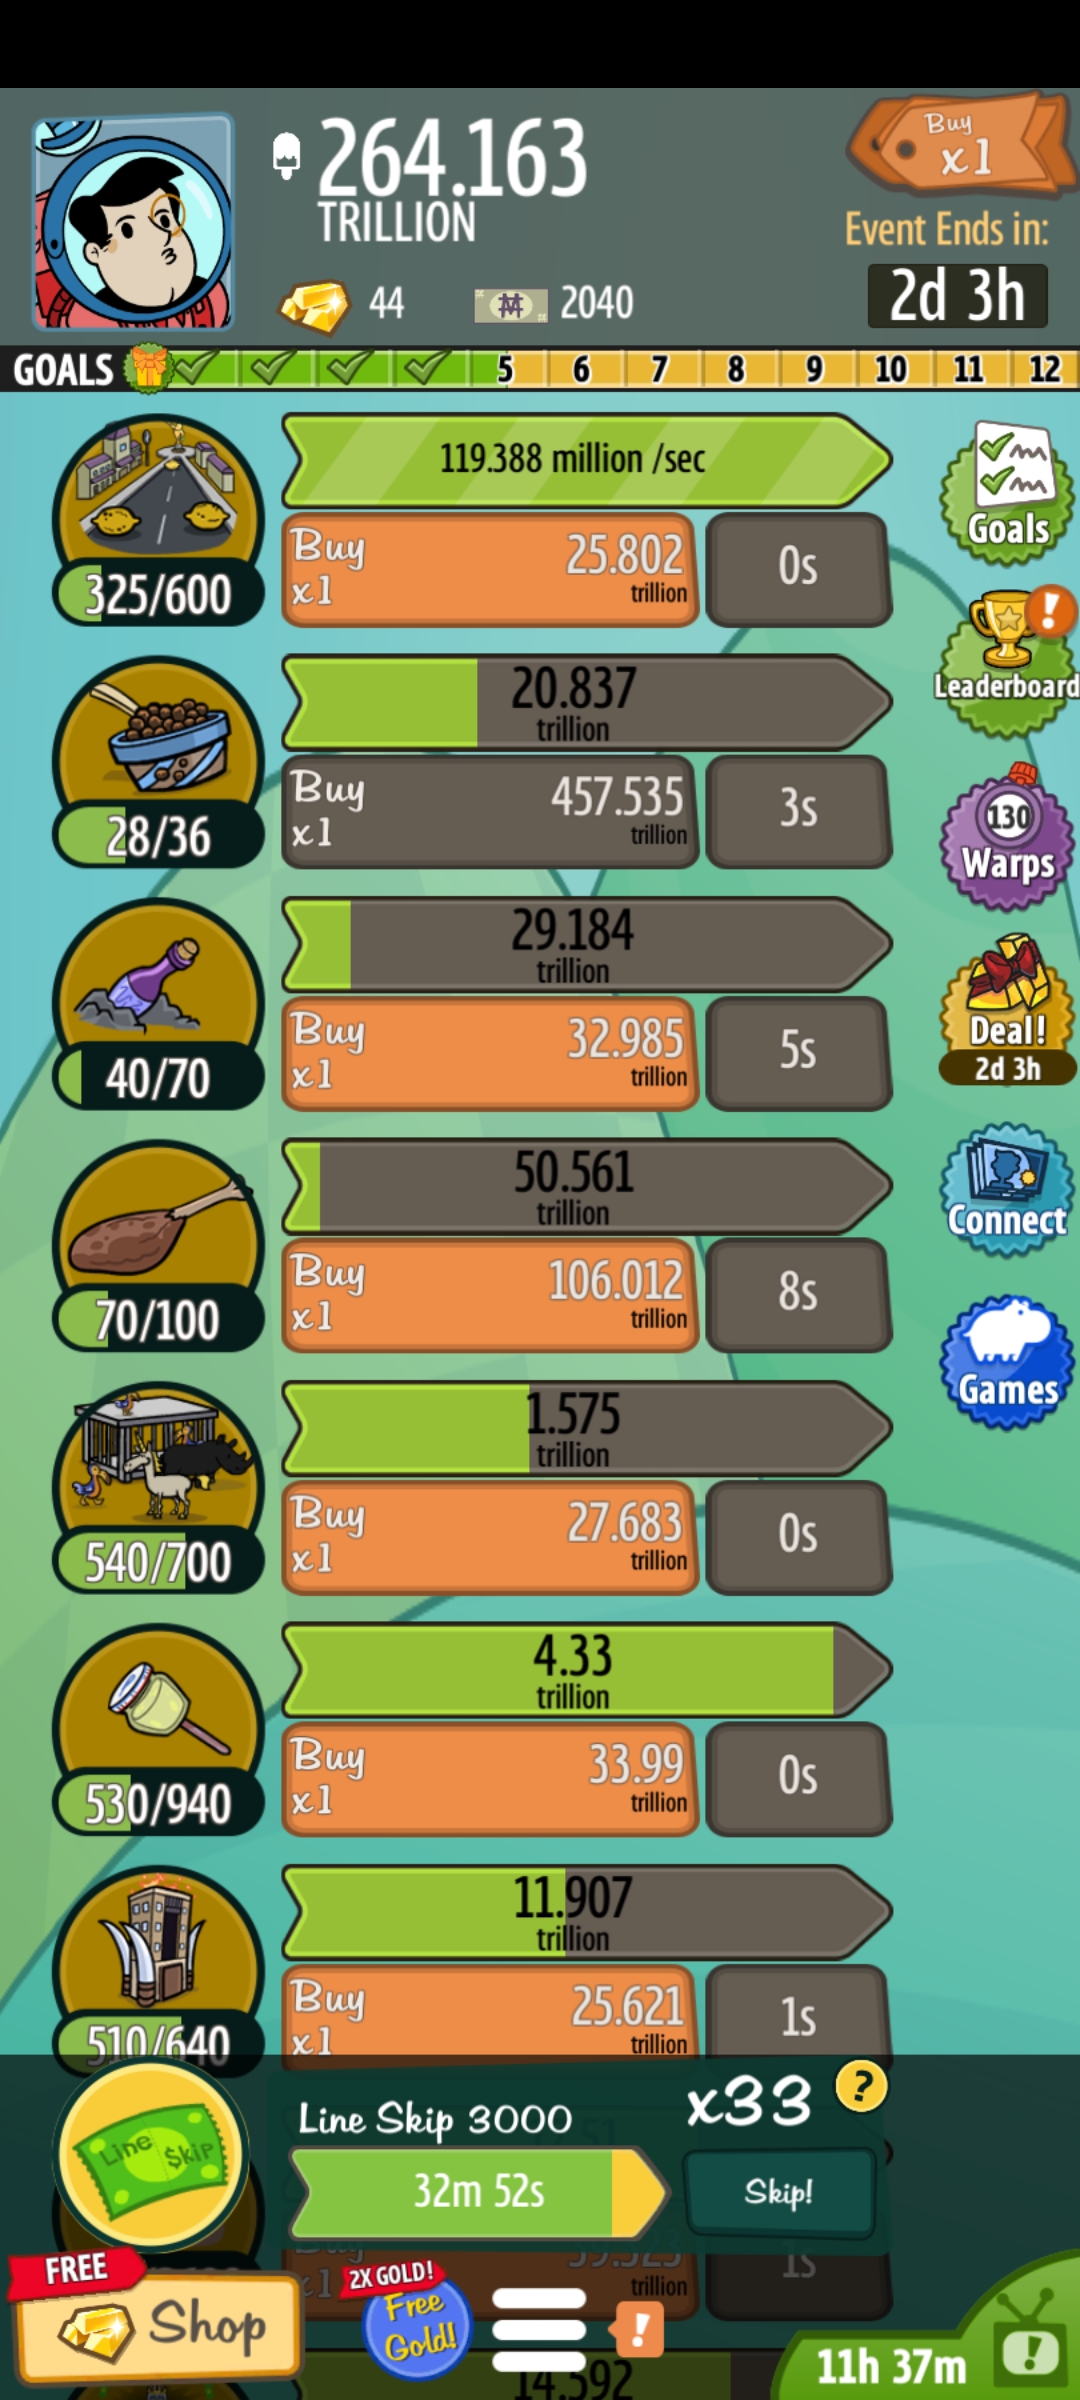 264.163
TRILLION
Buy
x1
Event Ends in:
2d 3h
44
2040
GOALS 5 6 7 8 9 10 11 12
119.388 million /sec
Buy
x1
25.802
trillion
0s
325/600
Goals
20.837
trillion
Buy
x1
457.535
trillion
3s
28/36
Leaderboard
130
Warps
29.184
trillion
Buy
x1
32.985
trillion
5s
40/70
Deal!
2d 3h
50.561
trillion
Buy
x1
106.012
trillion
8s
70/100
Connect
Games
1.575
trillion
Buy
x1
27.683
trillion
0s
540/700
4.33
trillion
Buy
x1
33.99
trillion
0s
530/940
11.907
trillion
Buy
x1
25.621
trillion
1s
510/640
Line Skip
Line Skip 3000
x33
?
32m 52s
Skip!
trillion
1s
FREE
Shop
2X GOLD!
Free
Gold!
!
11h 37m
14.592